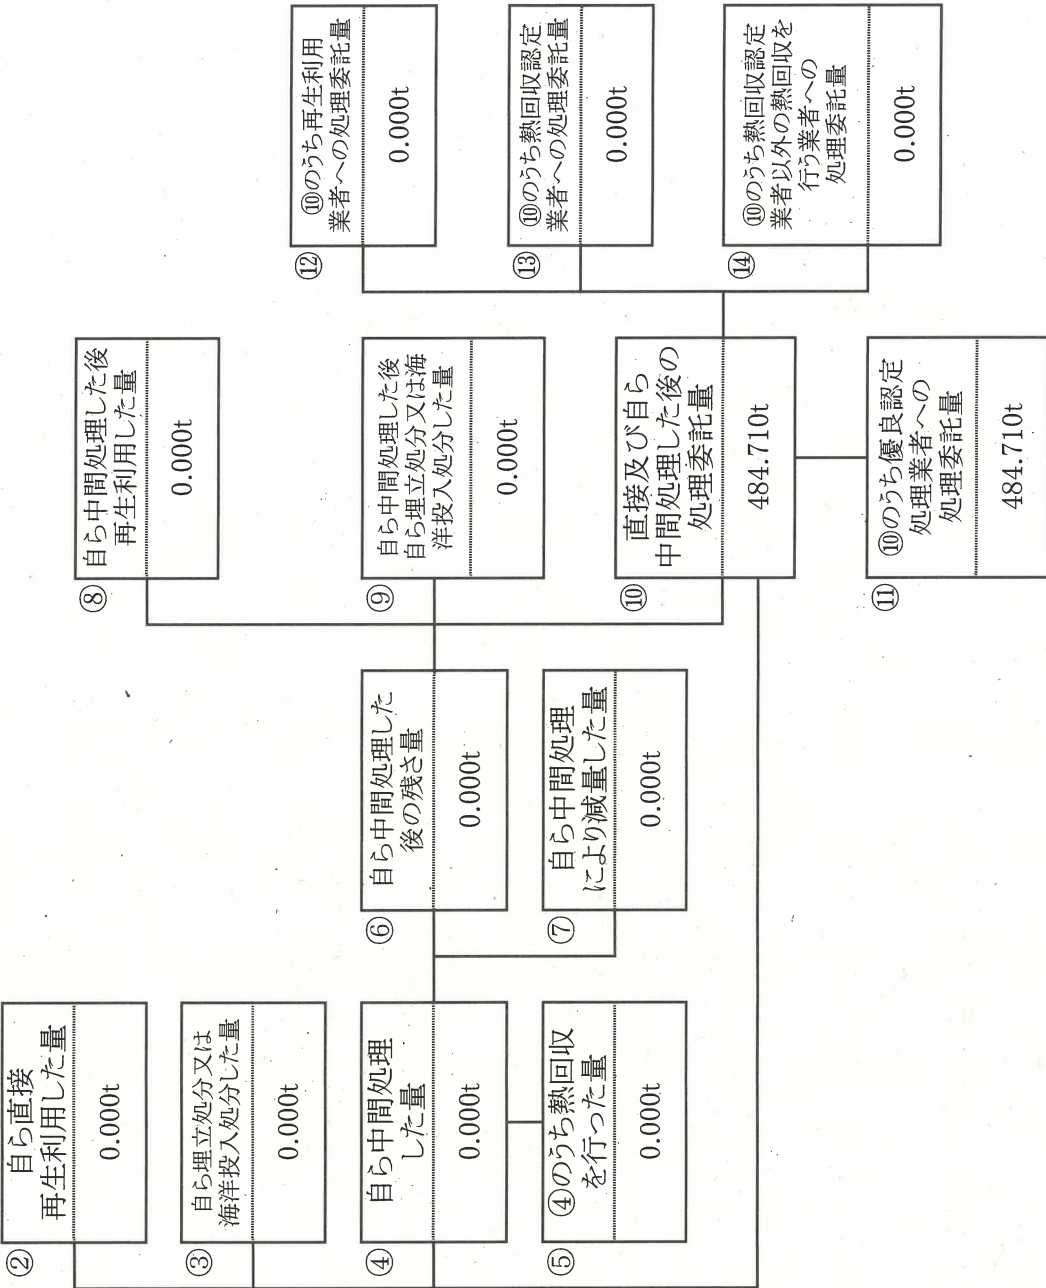 ②
自ら直接
再生利用した量
0.000t
③
自ら埋立処分又は
海洋投入処分した量
0.000t
④
自ら中間処理
した量
0.000t
⑤
④のうち熱回収
を行った量
0.000t
⑥
自ら中間処理した
後の残さ量
0.000t
⑦
自ら中間処理
により減量した量
0.000t
⑧
自ら中間処理した後
再生利用した量
0.000t
⑨
自ら中間処理した後
自ら埋立処分又は海
洋投入処分した量
0.000t
⑩
直接及び自ら
中間処理した後の
処理委託量
484.710t
⑪
⑩のうち優良認定
処理業者への
処理委託量
484.710t
⑫
⑩のうち再生利用
業者への処理委託量
0.000t
⑬
⑩のうち熱回収認定
業者への処理委託量
0.000t
⑭
⑩のうち熱回収認定
業者以外の熱回収を
行う業者への
処理委託量
0.000t